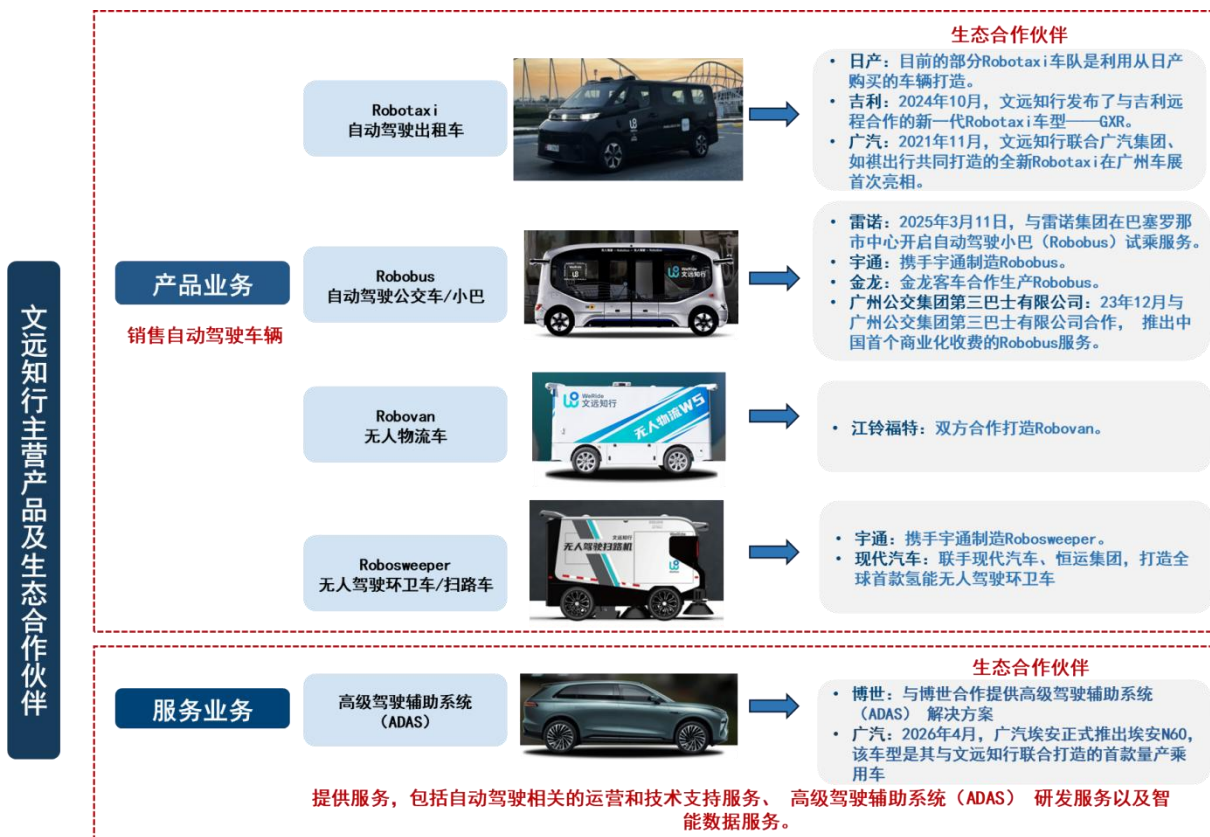 文远知行主营产品及生态合作伙伴
产品业务
销售自动驾驶车辆
生态合作伙伴
Robotaxi
自动驾驶出租车
• 日产：目前的部分Robotaxi车队是利用从日产
购买的车辆打造。
• 吉利：2024年10月，文远知行发布了与吉利远
程合作的新一代Robotaxi车型——GXR。
• 广汽：2021年11月，文远知行联合广汽集团、
如祺出行共同打造的全新Robotaxi在广州车展
首次亮相。
Robobus
自动驾驶公交车/小巴
WeRide
文远知行
• 雷诺：2025年3月11日，与雷诺集团在巴塞罗那
市中心开启自动驾驶小巴（Robobus）试乘服务。
• 宇通：携手宇通制造Robobus。
• 金龙：金龙客车合作生产Robobus。
• 广州公交集团第三巴士有限公司：23年12月与
广州公交集团第三巴士有限公司合作， 推出中
国首个商业化收费的Robobus服务。
Robovan
无人物流车
WeRide
文远知行
无人物流W5
• 江铃福特：双方合作打造Robovan。
Robosweeper
无人驾驶环卫车/扫路车
文远知行
无人驾驶扫路机
WeRide
• 宇通：携手宇通制造Robosweeper。
• 现代汽车：联手现代汽车、恒运集团，打造全
球首款氢能无人驾驶环卫车
服务业务
生态合作伙伴
高级驾驶辅助系统
（ADAS）
• 博世：与博世合作提供高级驾驶辅助系统
（ADAS） 解决方案
• 广汽：2026年4月，广汽埃安正式推出埃安N60，
该车型是其与文远知行联合打造的首款量产乘
用车
提供服务，包括自动驾驶相关的运营和技术支持服务、 高级驾驶辅助系统（ADAS） 研发服务以及智
能数据服务。